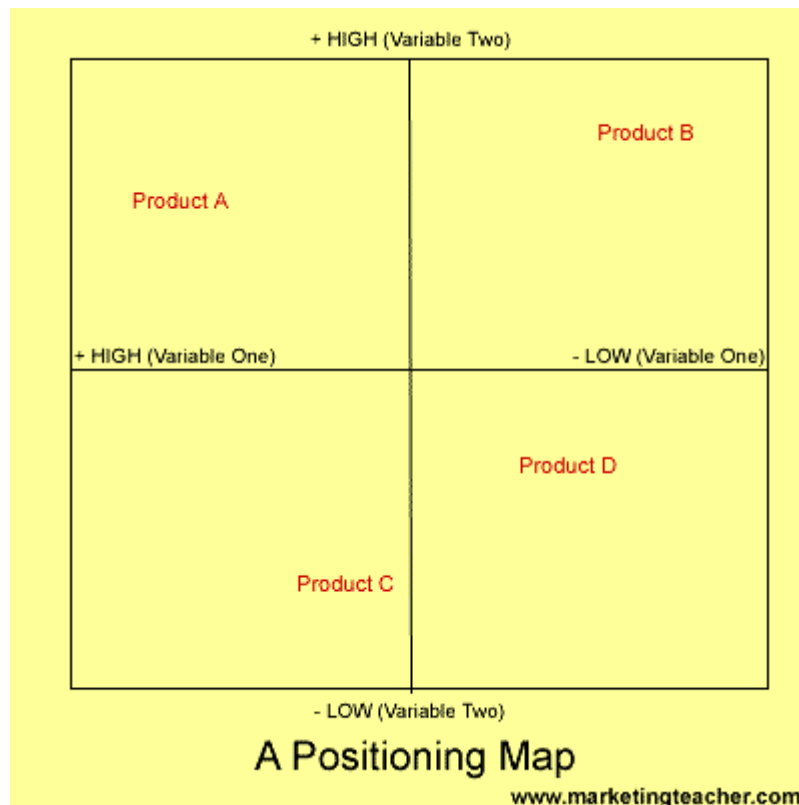 + HIGH (Variable Two)
Product B
Product A
+ HIGH (Variable One)
- LOW (Variable One)
Product D
Product C
- LOW (Variable Two)
A Positioning Map
www.marketingteacher.com